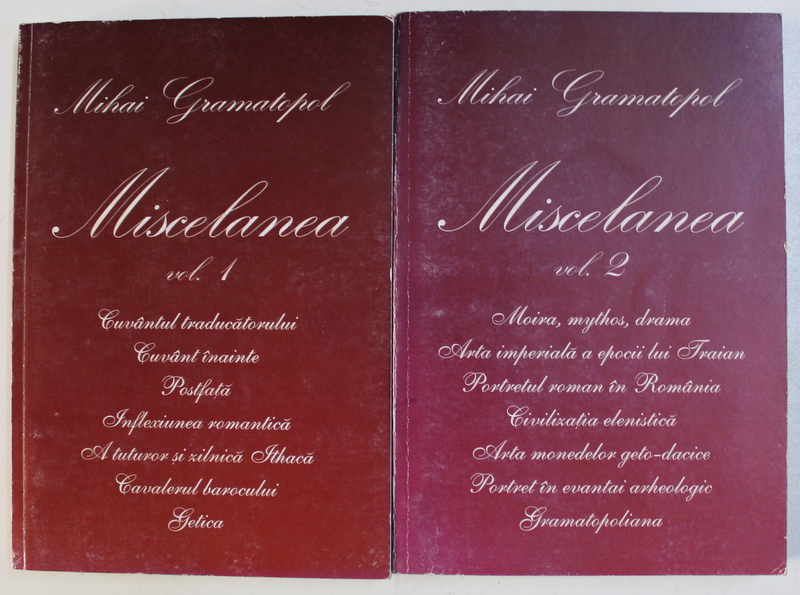 Mihai Gramatopol
Miscelanea
vol. 1
Cuvântul traducătorului
Cuvânt înainte
Postfață
Inflexiunea romantică
A tuturor și zilnică Ithacă
Cavalerul barocului
Getica
Mihai Gramatopol
Miscelanea
vol. 2
Moira, mythos, drama
Arta imperială a epocii lui Traian
Portretul roman în România
Civilizația elenistică
Arta monedelor geto-dacice
Portret în evantai arheologic
Gramatopoliana